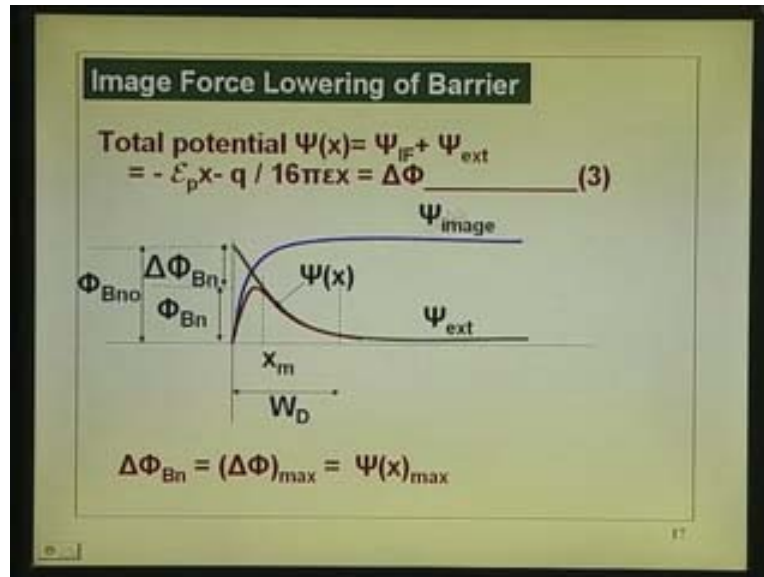 Image Force Lowering of Barrier
Total potential Ψ(x)= Ψ_IF + Ψ_ext
= - ℰ_p x- q / 16πεx = ΔΦ__________(3)
Ψ_image
Φ_Bno
ΔΦ_Bn
Ψ(x)
Φ_Bn
Ψ_ext
x_m
W_D
ΔΦ_Bn = (ΔΦ)_max = Ψ(x)_max
17